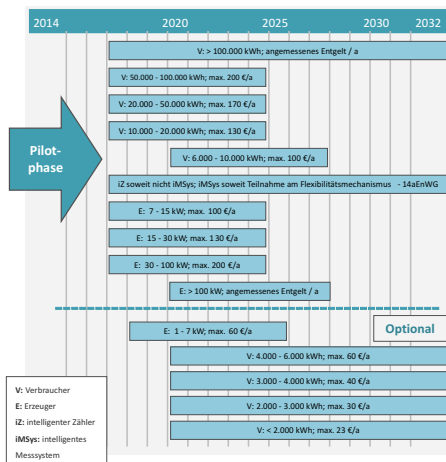 2014 2020 2025 2030 2032
V: > 100.000 kWh; angemessenes Entgelt / a
V: 50.000 - 100.000 kWh; max. 200 €/a
V: 20.000 - 50.000 kWh; max. 170 €/a
V: 10.000 - 20.000 kWh; max. 130 €/a
Pilot-
phase
V: 6.000 - 10.000 kWh; max. 100 €/a
iZ soweit nicht iMSys; iMSys soweit Teilnahme am Flexibilitätsmechanismus - 14aEnWG
E: 7 - 15 kW; max. 100 €/a
E: 15 - 30 kW; max. 130 €/a
E: 30 - 100 kW; max. 200 €/a
E: > 100 kW; angemessenes Entgelt / a
Optional
E: 1 - 7 kW; max. 60 €/a
V: 4.000 - 6.000 kWh; max. 60 €/a
V: 3.000 - 4.000 kWh; max. 40 €/a
V: 2.000 - 3.000 kWh; max. 30 €/a
V: < 2.000 kWh; max. 23 €/a
V: Verbraucher
E: Erzeuger
iZ: intelligenter Zähler
iMSys: intelligentes
Messsystem